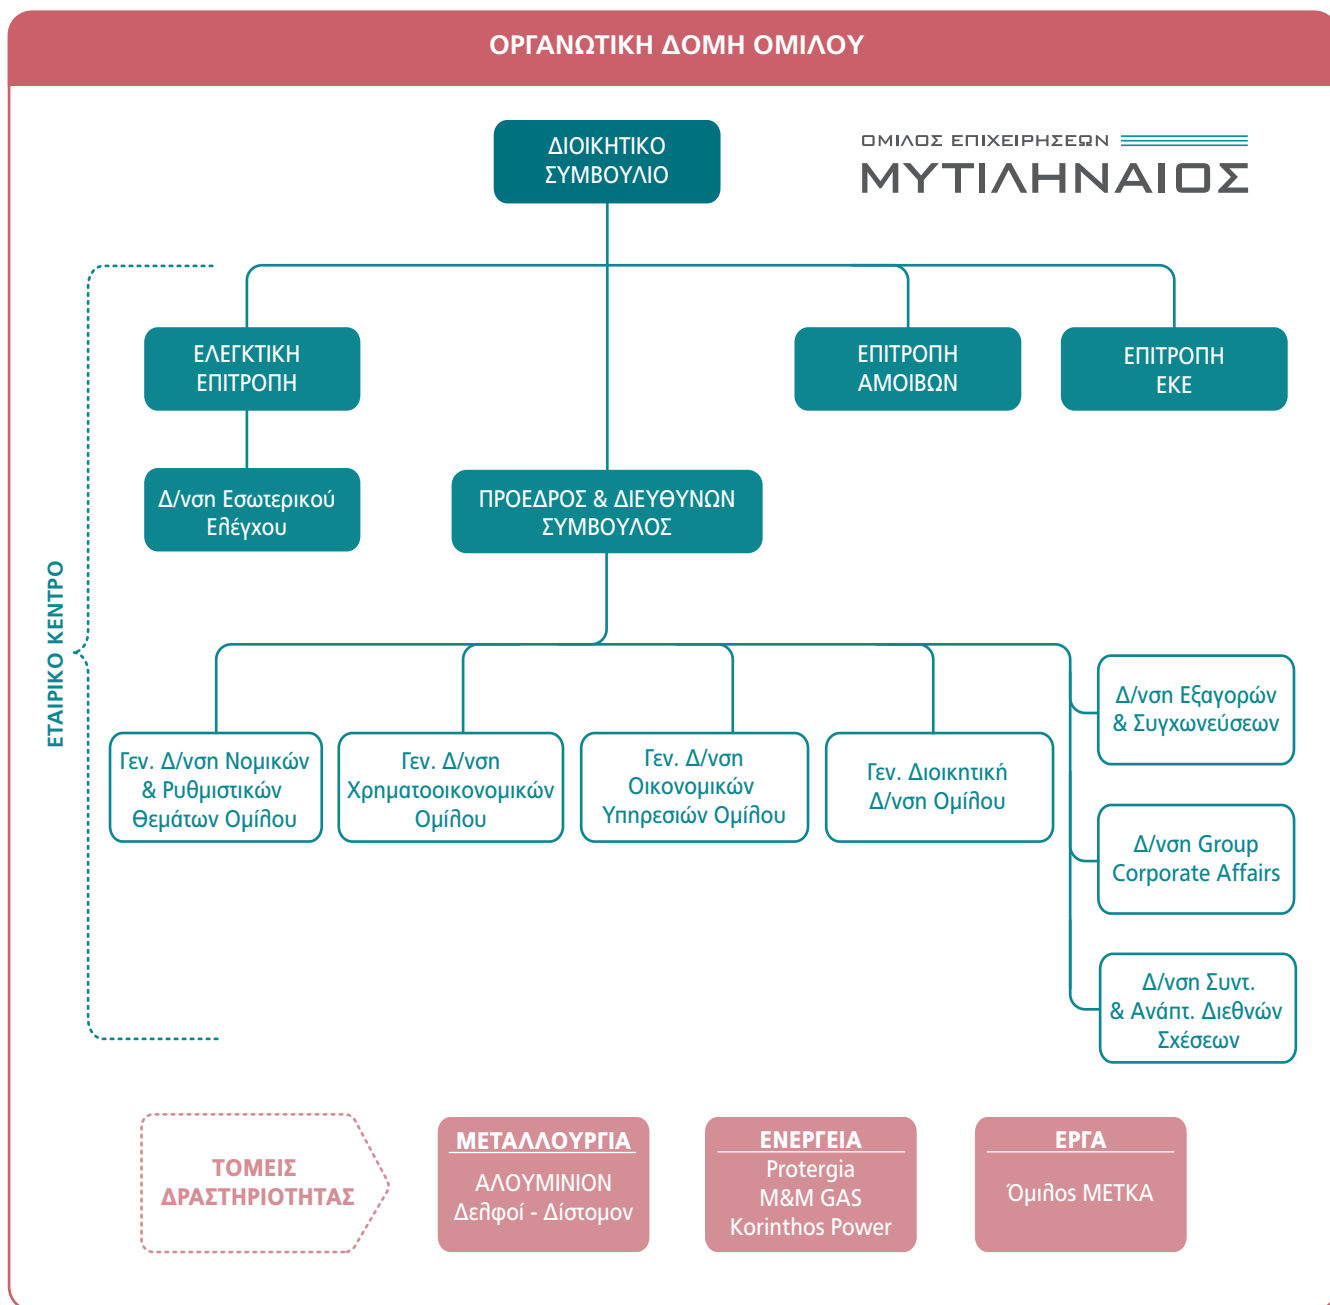 ΟΡΓΑΝΩΤΙΚΗ ΔΟΜΗ ΟΜΙΛΟΥ
ΔΙΟΙΚΗΤΙΚΟ
ΣΥΜΒΟΥΛΙΟ
ΟΜΙΛΟΣ ΕΠΙΧΕΙΡΗΣΕΩΝ
ΜΥΤΙΛΗΝΑΙΟΣ
ΕΛΕΓΚΤΙΚΗ
ΕΠΙΤΡΟΠΗ
ΕΠΙΤΡΟΠΗ
ΑΜΟΙΒΩΝ
ΕΠΙΤΡΟΠΗ
ΕΚΕ
Δ/νση Εσωτερικού
Ελέγχου
ΠΡΟΕΔΡΟΣ & ΔΙΕΥΘΥΝΩΝ
ΣΥΜΒΟΥΛΟΣ
ΕΤΑΙΡΙΚΟ ΚΕΝΤΡΟ
Γεν. Δ/νση Νομικών
& Ρυθμιστικών
Θεμάτων Ομίλου
Γεν. Δ/νση
Χρηματοοικονομικών
Ομίλου
Γεν. Δ/νση
Οικονομικών
Υπηρεσιών Ομίλου
Γεν. Διοικητική
Δ/νση Ομίλου
Δ/νση Εξαγορών
& Συγχωνεύσεων
Δ/νση Group
Corporate Affairs
Δ/νση Συντ.
& Ανάπτ. Διεθνών
Σχέσεων
ΤΟΜΕΙΣ
ΔΡΑΣΤΗΡΙΟΤΗΤΑΣ
ΜΕΤΑΛΛΟΥΡΓΙΑ
ΑΛΟΥΜΙΝΙΟΝ
Δελφοί - Δίστομον
ΕΝΕΡΓΕΙΑ
Protergia
M&M GAS
Korinthos Power
ΕΡΓΑ
Όμιλος ΜΕΤΚΑ